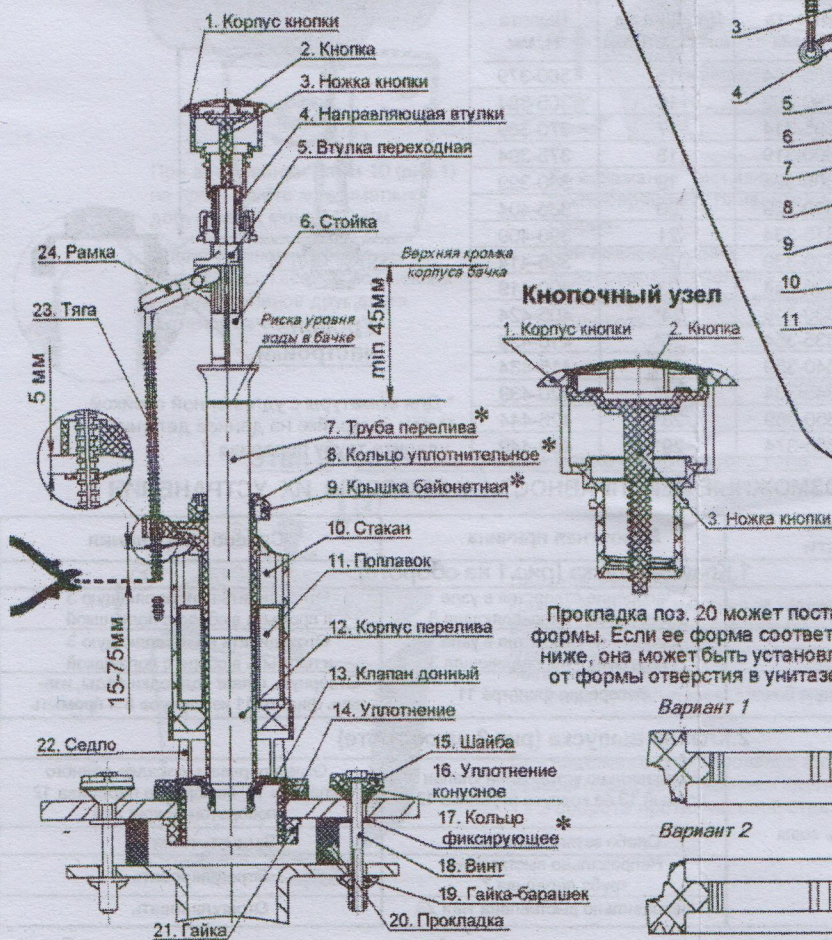 1. Корпус кнопки
2. Кнопка
3. Ножка кнопки
4. Направляющая втулки
5. Втулка переходная
6. Стойка
24. Рамка
Верхняя кромка
корпуса бачка
23. Тяга
Риска уровня
воды в бачке
min 45мм
5 мм
7. Труба перелива*
8. Кольцо уплотнительное*
9. Крышка байонетная*
10. Стакан
11. Поплавок
15-75мм
12. Корпус перелива
13. Клапан донный
14. Уплотнение
22. Седло
15. Шайба
16. Уплотнение
конусное
17. Кольцо
фиксирующее*
18. Винт
19. Гайка-барашек
20. Прокладка
21. Гайка
3
4
5
6
7
8
9
10
11
Кнопочный узел
1. Корпус кнопки
2. Кнопка
3. Ножка кнопки
Прокладка поз. 20 может пост
формы. Если ее форма соответ
ниже, она может быть установл
от формы отверстия в унитаз
Вариант 1
Вариант 2